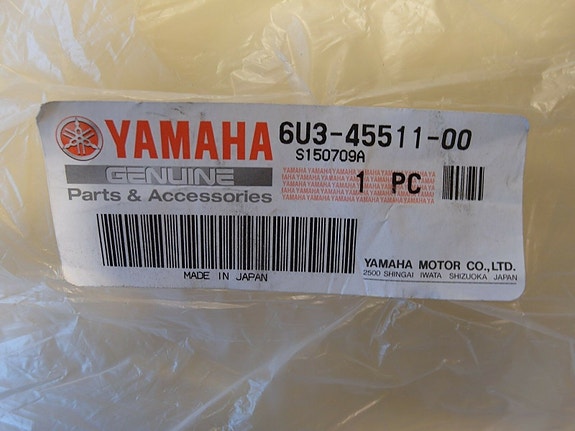 YAMAHA
6U3-45511-00
S150709A
GENUINE
Parts & Accessories
1 PC
MADE IN JAPAN
YAMAHA MOTOR CO.,LTD.
2500 SHINGAI IWATA SHIZUOKA JAPAN